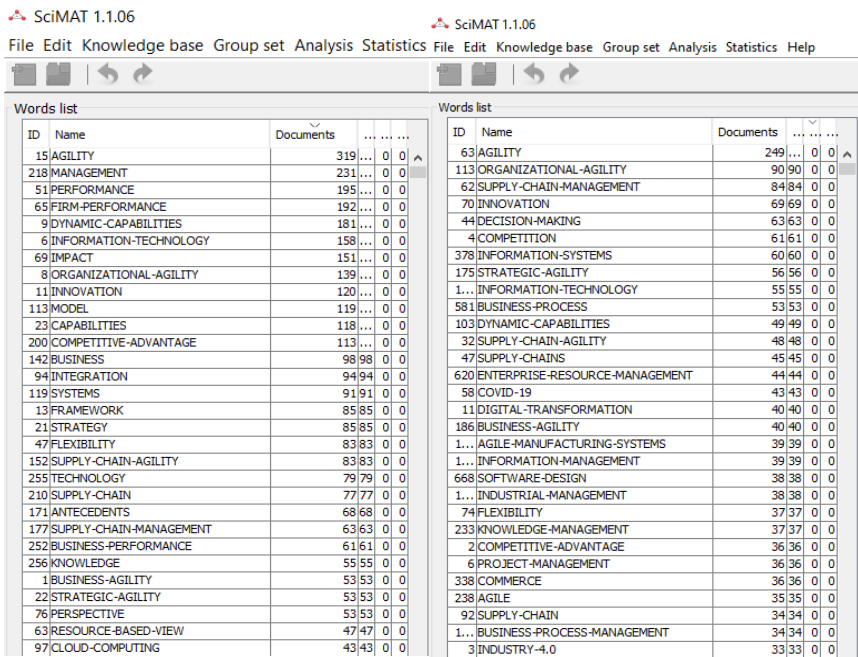 SciMAT 1.1.06
File Edit Knowledge base Group set Analysis Statistics
Words list
ID Name Documents ... ... ...
15 AGILITY 319 ... 0 0
218 MANAGEMENT 231 ... 0 0
51 PERFORMANCE 195 ... 0 0
65 FIRM-PERFORMANCE 192 ... 0 0
9 DYNAMIC-CAPABILITIES 181 ... 0 0
6 INFORMATION-TECHNOLOGY 158 ... 0 0
69 IMPACT 151 ... 0 0
8 ORGANIZATIONAL-AGILITY 139 ... 0 0
11 INNOVATION 120 ... 0 0
113 MODEL 119 ... 0 0
23 CAPABILITIES 118 ... 0 0
200 COMPETITIVE-ADVANTAGE 113 ... 0 0
142 BUSINESS 98 98 0 0
94 INTEGRATION 94 94 0 0
119 SYSTEMS 91 91 0 0
13 FRAMEWORK 85 85 0 0
21 STRATEGY 85 85 0 0
47 FLEXIBILITY 83 83 0 0
152 SUPPLY-CHAIN-AGILITY 83 83 0 0
255 TECHNOLOGY 79 79 0 0
210 SUPPLY-CHAIN 77 77 0 0
171 ANTECEDENTS 68 68 0 0
177 SUPPLY-CHAIN-MANAGEMENT 63 63 0 0
252 BUSINESS-PERFORMANCE 61 61 0 0
256 KNOWLEDGE 55 55 0 0
1 BUSINESS-AGILITY 53 53 0 0
22 STRATEGIC-AGILITY 53 53 0 0
76 PERSPECTIVE 53 53 0 0
63 RESOURCE-BASED-VIEW 47 47 0 0
97 CLOUD-COMPUTING 43 43 0 0
SciMAT 1.1.06
File Edit Knowledge base Group set Analysis Statistics Help
Words list
ID Name Documents ... ... ...
63 AGILITY 249 ... 0 0
113 ORGANIZATIONAL-AGILITY 90 90 0 0
62 SUPPLY-CHAIN-MANAGEMENT 84 84 0 0
70 INNOVATION 69 69 0 0
44 DECISION-MAKING 63 63 0 0
4 COMPETITION 61 61 0 0
378 INFORMATION-SYSTEMS 60 60 0 0
175 STRATEGIC-AGILITY 56 56 0 0
1... INFORMATION-TECHNOLOGY 55 55 0 0
581 BUSINESS-PROCESS 53 53 0 0
103 DYNAMIC-CAPABILITIES 49 49 0 0
32 SUPPLY-CHAIN-AGILITY 48 48 0 0
47 SUPPLY-CHAINS 45 45 0 0
620 ENTERPRISE-RESOURCE-MANAGEMENT 44 44 0 0
58 COVID-19 43 43 0 0
11 DIGITAL-TRANSFORMATION 40 40 0 0
186 BUSINESS-AGILITY 40 40 0 0
1... AGILE-MANUFACTURING-SYSTEMS 39 39 0 0
1... INFORMATION-MANAGEMENT 39 39 0 0
668 SOFTWARE-DESIGN 38 38 0 0
1... INDUSTRIAL-MANAGEMENT 38 38 0 0
74 FLEXIBILITY 37 37 0 0
233 KNOWLEDGE-MANAGEMENT 37 37 0 0
2 COMPETITIVE-ADVANTAGE 36 36 0 0
6 PROJECT-MANAGEMENT 36 36 0 0
338 COMMERCE 36 36 0 0
238 AGILE 35 35 0 0
92 SUPPLY-CHAIN 34 34 0 0
1... BUSINESS-PROCESS-MANAGEMENT 34 34 0 0
3 INDUSTRY-4.0 33 33 0 0